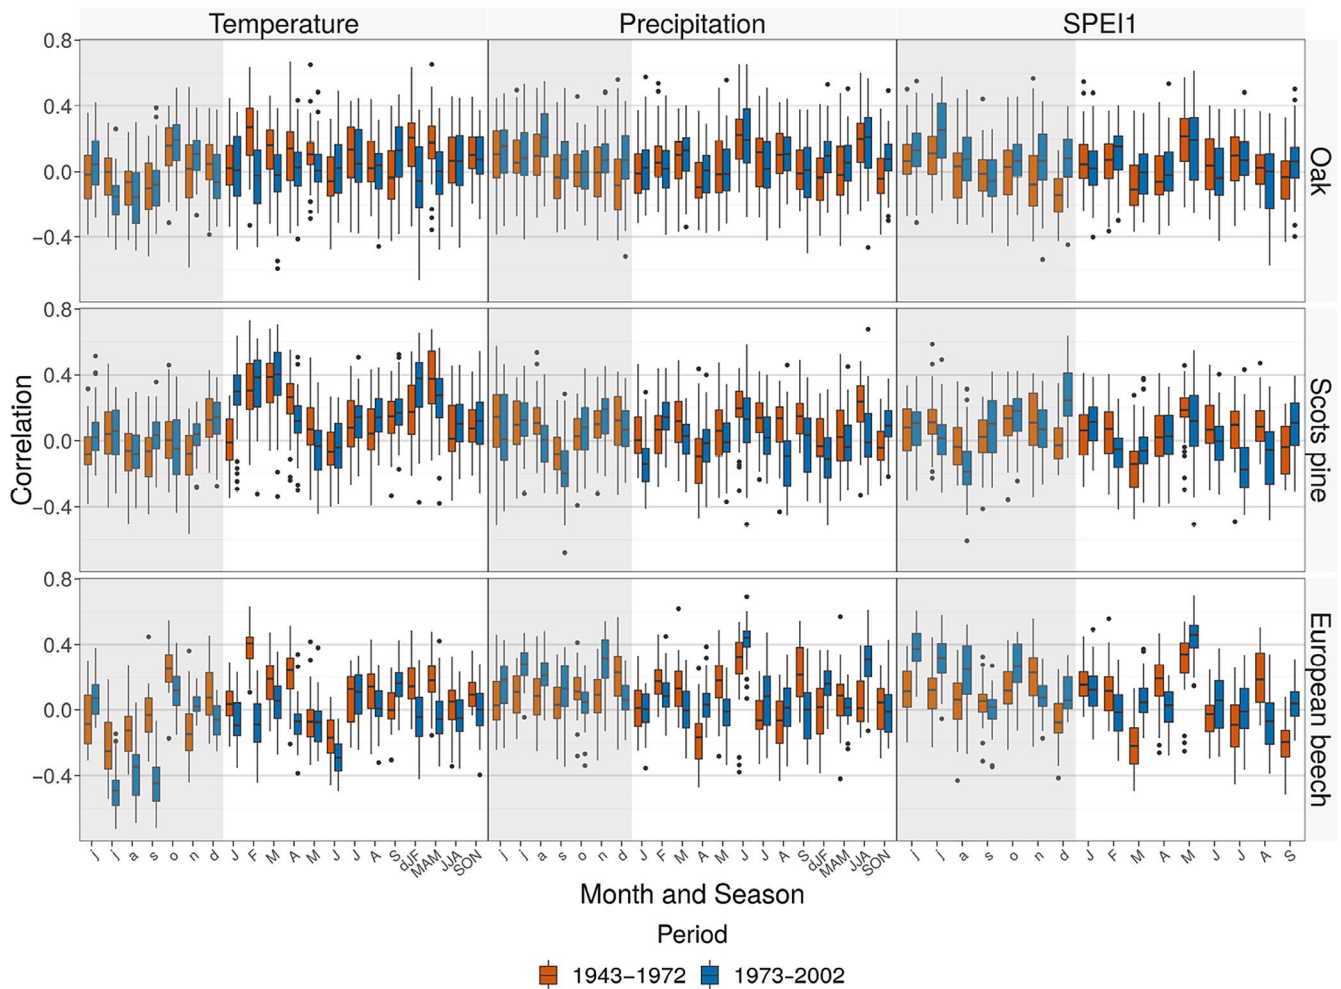 Temperature Precipitation SPEI1
0.8
0.4
0.0
−0.4
Oak
0.8
0.4
0.0
−0.4
Scots pine
0.8
0.4
0.0
−0.4
European beech
Correlation
j j a s o n d J F M A M J J A S dJF MAM JJA SON j j a s o n d J F M A M J J A S dJF MAM JJA SON j j a s o n d J F M A M J J A S
Month and Season
Period
1943−1972 1973−2002